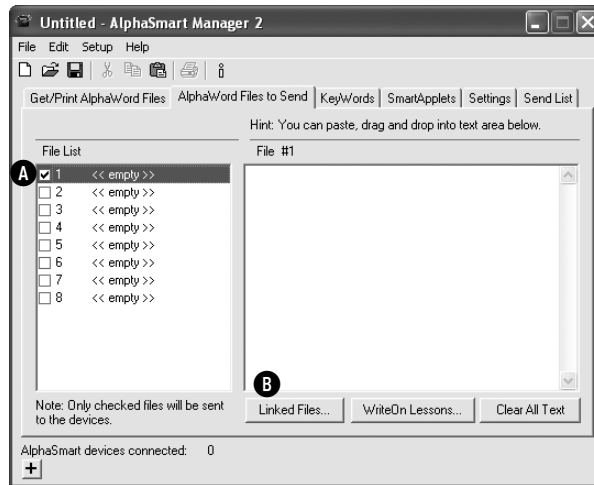 Untitled - AlphaSmart Manager 2
File Edit Setup Help
Get/Print AlphaWord Files AlphaWord Files to Send KeyWords SmartApplets Settings Send List
Hint: You can paste, drag and drop into text area below.
File List File #1
A 1 << empty >>
2 << empty >>
3 << empty >>
4 << empty >>
5 << empty >>
6 << empty >>
7 << empty >>
8 << empty >>
B
Note: Only checked files will be sent
to the devices.
Linked Files... WriteOn Lessons... Clear All Text
AlphaSmart devices connected: 0
+